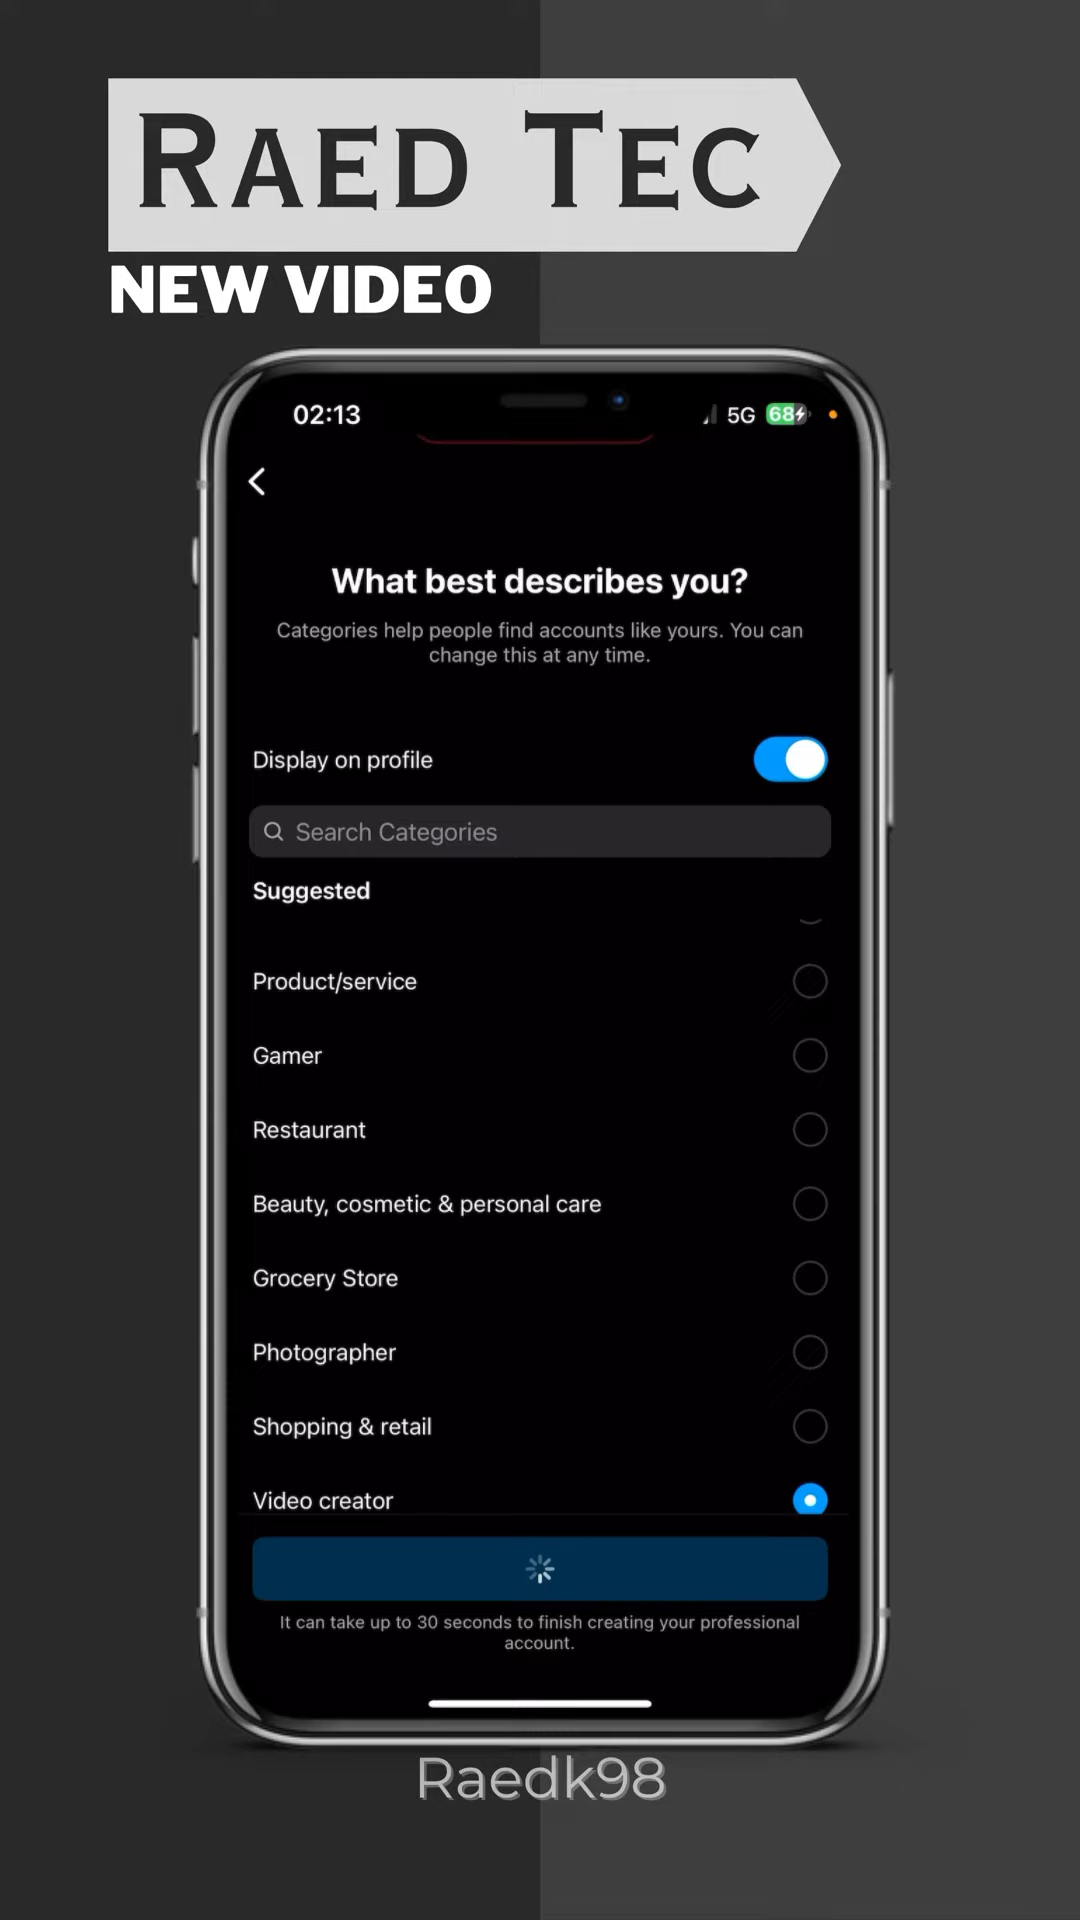 RAED TEC
NEW VIDEO
02:13
5G
68
What best describes you?
Categories help people find accounts like yours. You can
change this at any time.
Display on profile
Search Categories
Suggested
Product/service
Gamer
Restaurant
Beauty, cosmetic & personal care
Grocery Store
Photographer
Shopping & retail
Video creator
It can take up to 30 seconds to finish creating your professional
account.
Raedk98